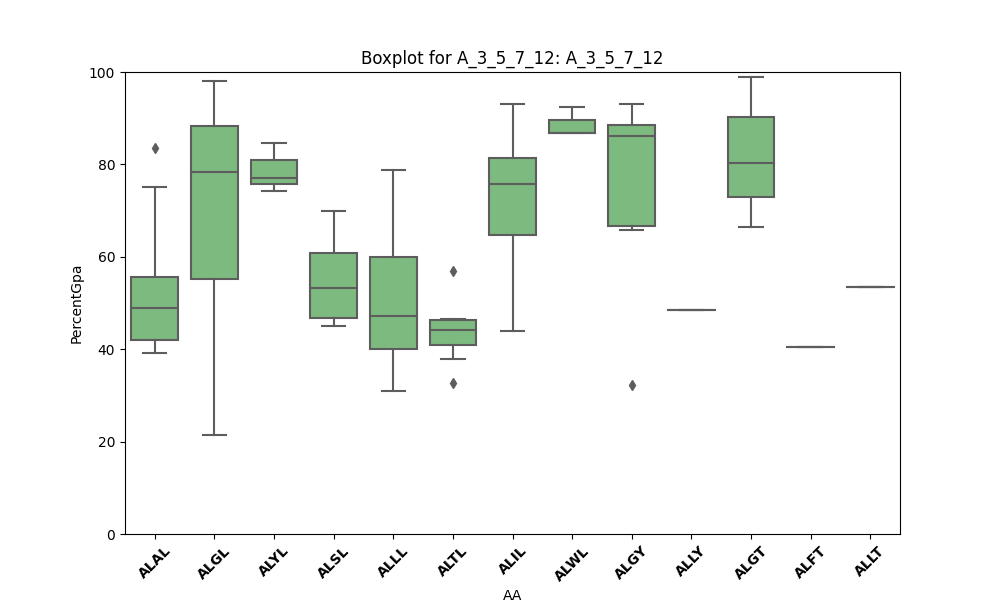 Boxplot for A_3_5_7_12: A_3_5_7_12
PercentGpa
100
80
60
40
20
0
ALAL ALGL ALYL ALSL ALLL ALTL ALIL ALWL ALGY ALLY ALGT ALFT ALLT
AA